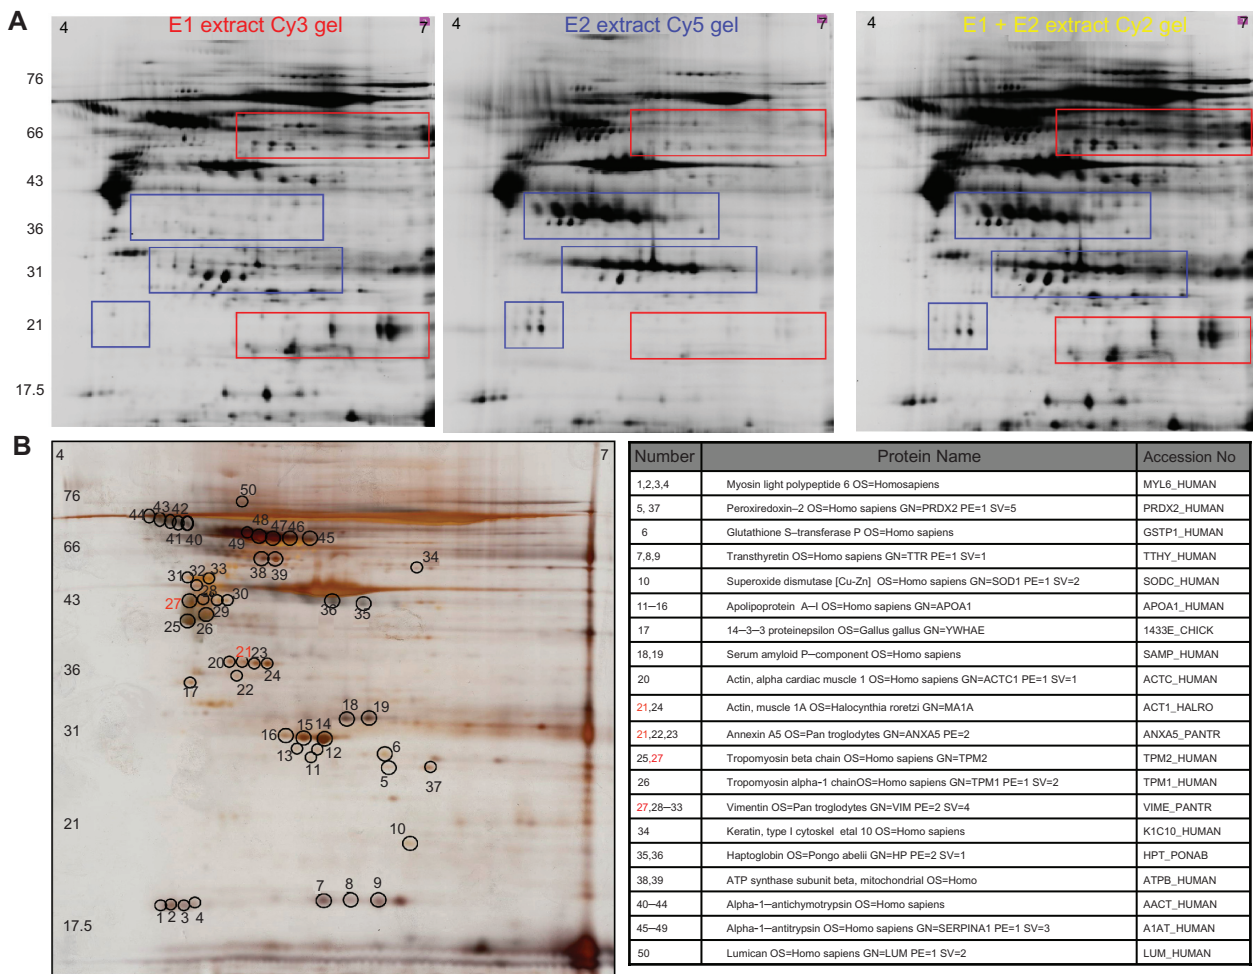 A
4 E1 extract Cy3 gel 7
E2 extract Cy5 gel 7
4 E1 + E2 extract Cy2 gel 7
76
66
43
36
31
21
17.5
B
4 7
76
66
43
36
31
21
17.5
50
44 43 42
41 40
49 48 47 46 45
38 39
34
31 32 33
27 28 30
29
25 26
36 35
20 21 23
22 24
17
18 19
16 15 14
13 12
11
6
5 37
10
7 8 9
1 2 3 4
Number Protein Name Accession No
1,2,3,4 Myosin light polypeptide 6 OS=Homosapiens MYL6_HUMAN
5, 37 Peroxiredoxin–2 OS=Homo sapiens GN=PRDX2 PE=1 SV=5 PRDX2_HUMAN
6 Glutathione S–transferase P OS=Homo sapiens GSTP1_HUMAN
7,8,9 Transthyretin OS=Homo sapiens GN=TTR PE=1 SV=1 TTHY_HUMAN
10 Superoxide dismutase [Cu-Zn] OS=Homo sapiens GN=SOD1 PE=1 SV=2 SODC_HUMAN
11–16 Apolipoprotein A–I OS=Homo sapiens GN=APOA1 APOA1_HUMAN
17 14–3–3 proteinepsilon OS=Gallus gallus GN=YWHAE 1433E_CHICK
18,19 Serum amyloid P–component OS=Homo sapiens SAMP_HUMAN
20 Actin, alpha cardiac muscle 1 OS=Homo sapiens GN=ACTC1 PE=1 SV=1 ACTC_HUMAN
21,24 Actin, muscle 1A OS=Halocynthia roretzi GN=MA1A ACT1_HALRO
21,22,23 Annexin A5 OS=Pan troglodytes GN=ANXA5 PE=2 ANXA5_PANTR
25,27 Tropomyosin beta chain OS=Homo sapiens GN=TPM2 TPM2_HUMAN
26 Tropomyosin alpha–1 chainOS=Homo sapiens GN=TPM1 PE=1 SV=2 TPM1_HUMAN
27,28–33 Vimentin OS=Pan troglodytes GN=VIM PE=2 SV=4 VIME_PANTR
34 Keratin, type I cytoskel etal 10 OS=Homo sapiens K1C10_HUMAN
35,36 Haptoglobin OS=Pongo abelii GN=HP PE=2 SV=1 HPT_PONAB
38,39 ATP synthase subunit beta, mitochondrial OS=Homo ATPB_HUMAN
40–44 Alpha–1–antichymotrypsin OS=Homo sapiens AACT_HUMAN
45–49 Alpha–1–antitrypsin OS=Homo sapiens GN=SERPINA1 PE=1 SV=3 A1AT_HUMAN
50 Lumican OS=Homo sapiens GN=LUM PE=1 SV=2 LUM_HUMAN